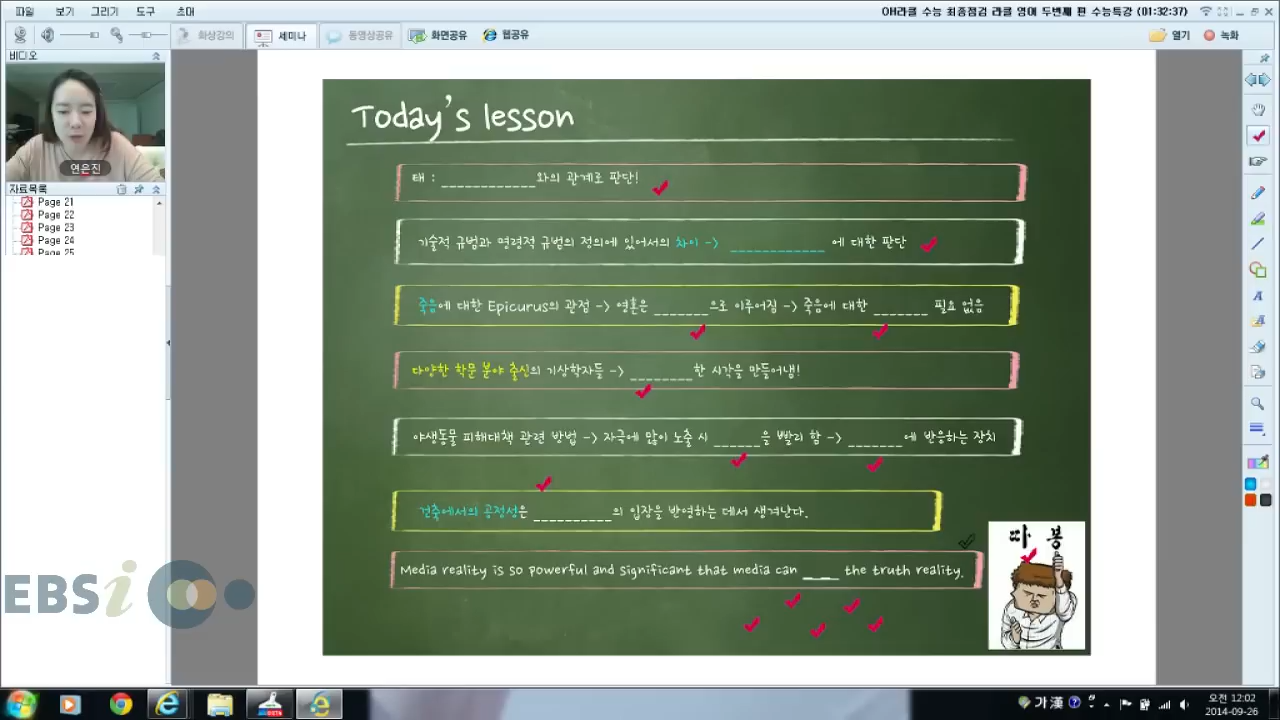 파일 보기 그리기 도구 초대
OH라클 수능 최종점검 라클 영어 두번째 편 수능특강 (01:32:37)
화상강의 세미나 동영상공유 화면공유 웹공유 열기 녹화
비디오
연은진
자료목록
Page 21
Page 22
Page 23
Page 24
Page 25
Today's lesson
태 : ____________와의 관계로 판단!
기술적 규범과 명령적 규범의 정의에 있어서의 차이 -> ____________ 에 대한 판단
죽음에 대한 Epicurus의 관점 -> 영혼은 _______으로 이루어짐 -> 죽음에 대한 _______ 필요 없음
다양한 학문 분야 출신의 기상학자들 -> ________한 시각을 만들어냄!
야생동물 피해대책 관련 방법 -> 자극에 많이 노출 시 ______을 빨리 함 -> _______에 반응하는 장치
건축에서의 공정성은 __________의 입장을 반영하는 데서 생겨난다.
따봉
Media reality is so powerful and significant that media can ____ the truth reality.
EBSi
가 漢
오전 12:02
2014-09-26